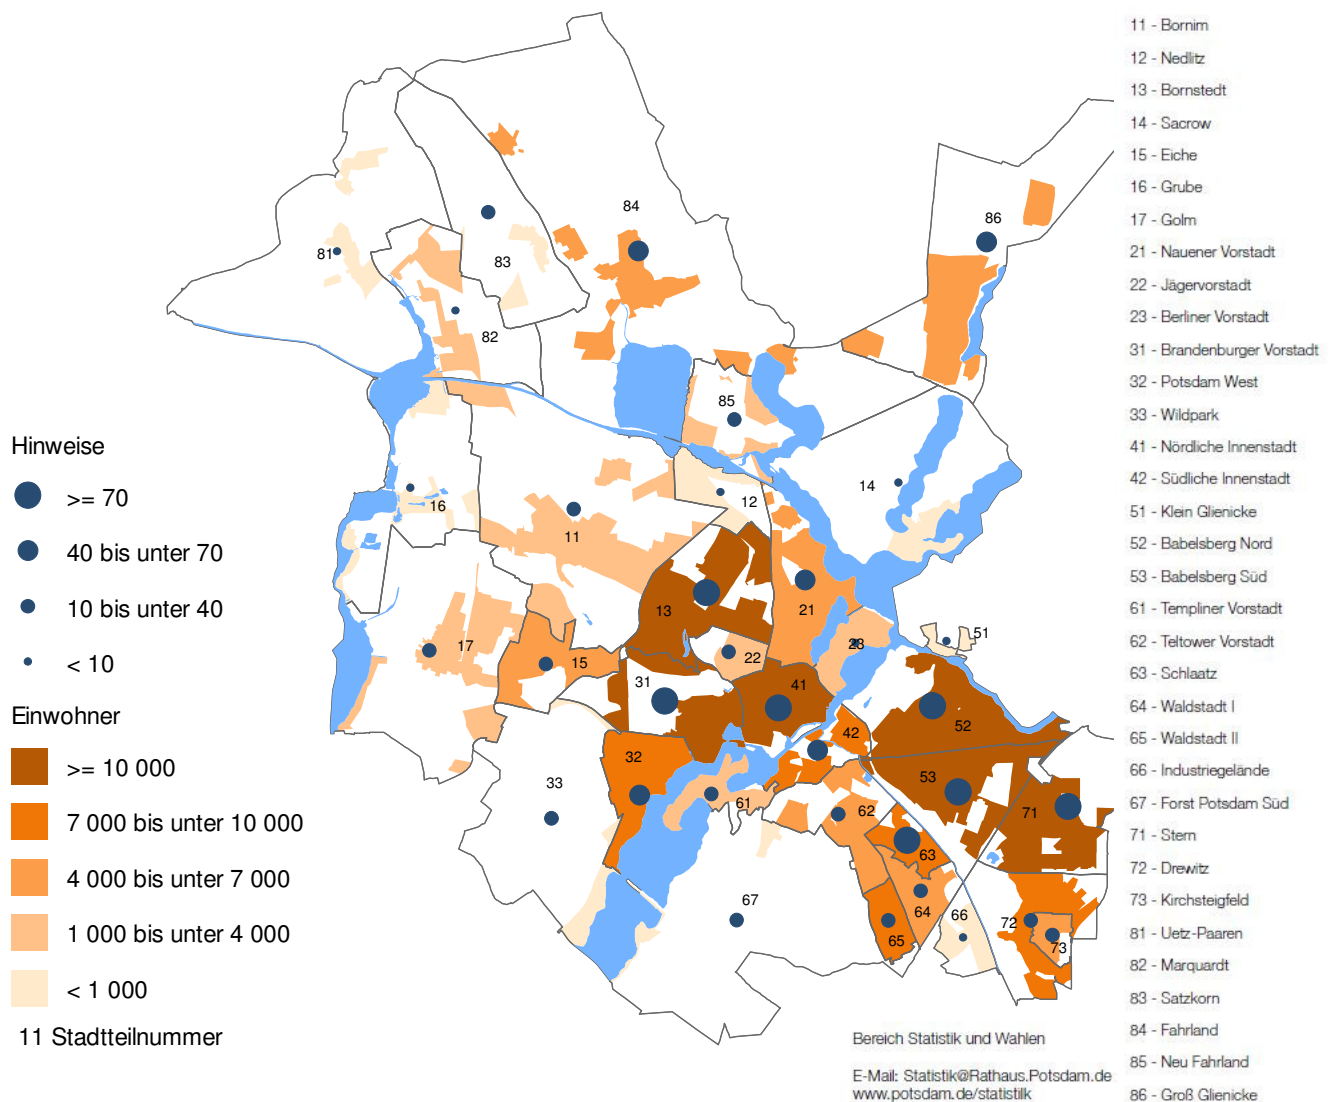 11 - Bornim
12 - Nedlitz
13 - Bornstedt
14 - Sacrow
15 - Eiche
16 - Grube
17 - Golm
21 - Nauener Vorstadt
22 - Jägervorstadt
23 - Berliner Vorstadt
31 - Brandenburger Vorstadt
32 - Potsdam West
33 - Wildpark
41 - Nördliche Innenstadt
42 - Südliche Innenstadt
51 - Klein Glienicke
52 - Babelsberg Nord
53 - Babelsberg Süd
61 - Templiner Vorstadt
62 - Teltower Vorstadt
63 - Schlaatz
64 - Waldstadt I
65 - Waldstadt II
66 - Industriegelände
67 - Forst Potsdam Süd
71 - Stern
72 - Drewitz
73 - Kirchsteigfeld
81 - Uetz-Paaren
82 - Marquardt
83 - Satzkorn
84 - Fahrland
85 - Neu Fahrland
86 - Groß Glienicke
84
86
81
83
82
85
14
16
12
11
13
21
17
15
22
23
51
31
41
42
52
32
33
53
61
62
71
63
67
64
66
65
72
73
Hinweise
>= 70
40 bis unter 70
10 bis unter 40
< 10
Einwohner
>= 10 000
7 000 bis unter 10 000
4 000 bis unter 7 000
1 000 bis unter 4 000
< 1 000
11 Stadtteilnummer
Bereich Statistik und Wahlen
E-Mail: Statistik@Rathaus.Potsdam.de
www.potsdam.de/statistilk